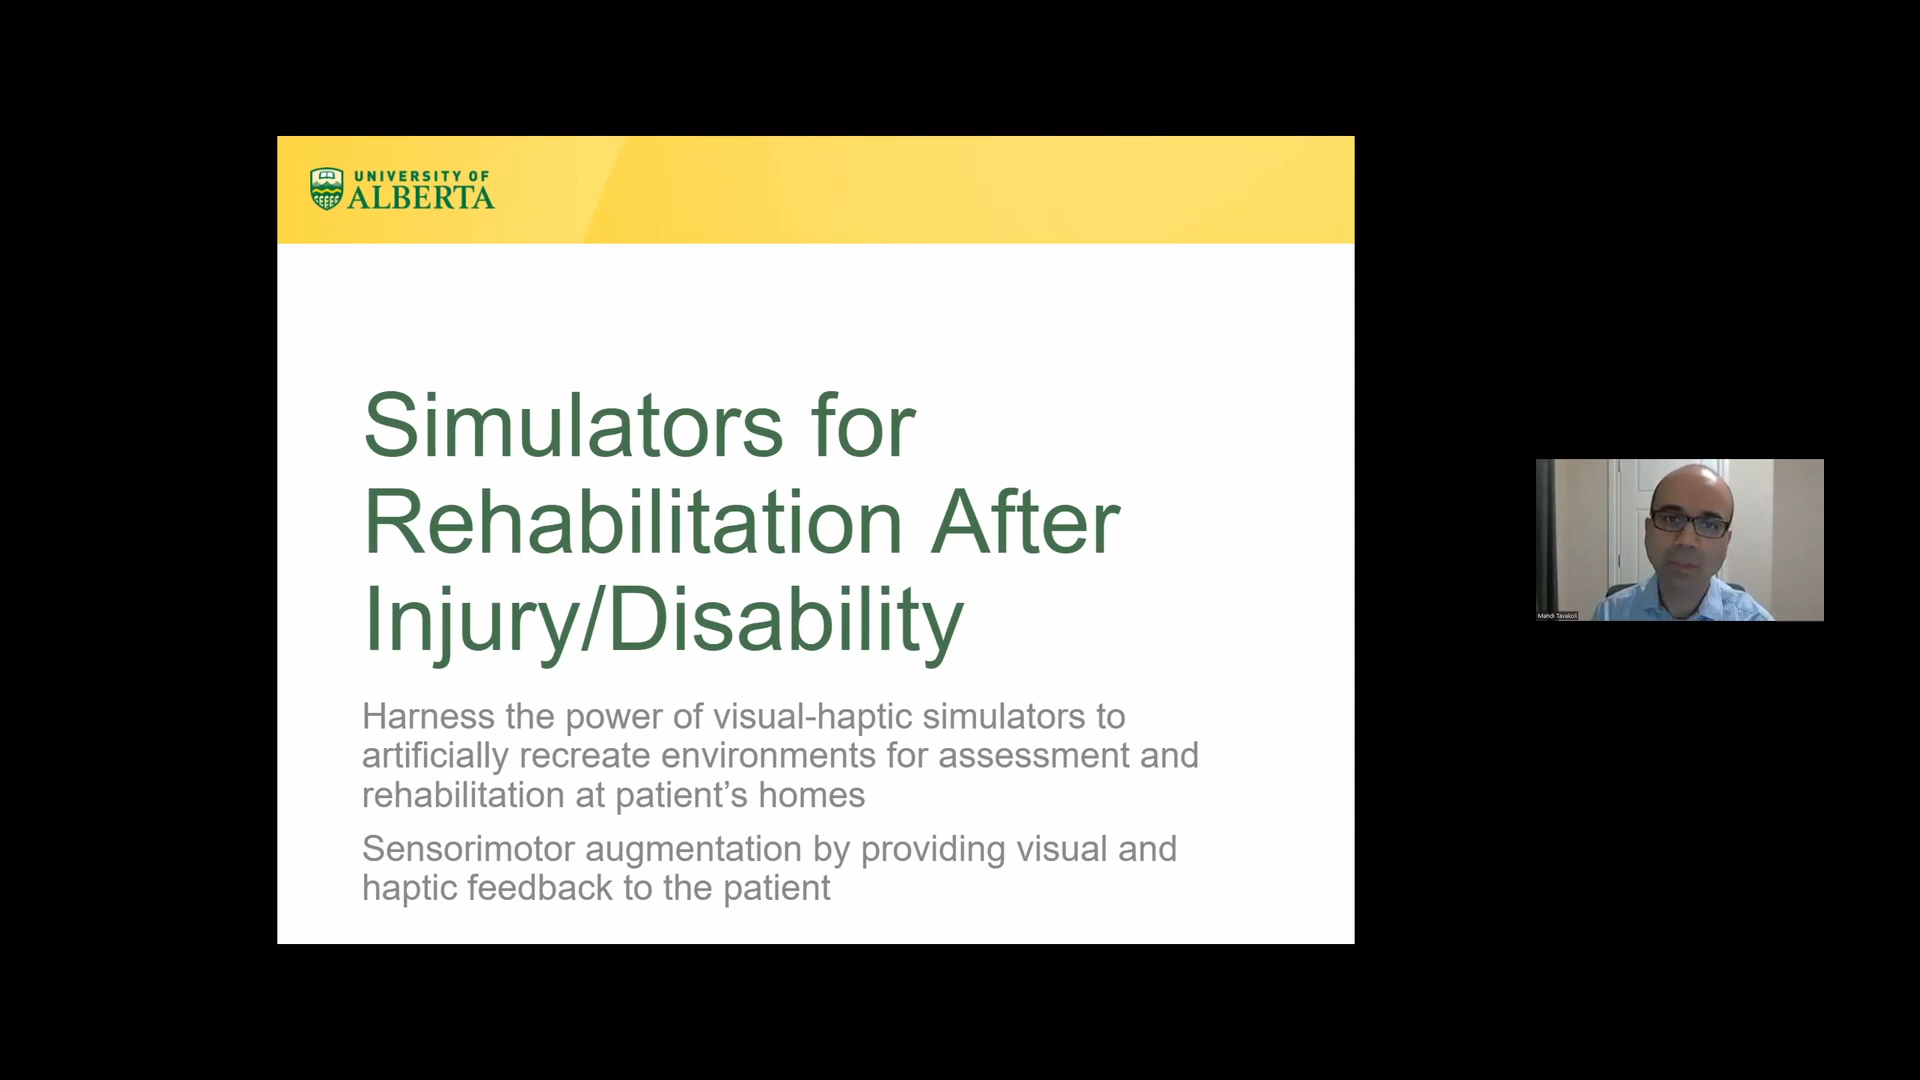 UNIVERSITY OF
ALBERTA
Simulators for
Rehabilitation After
Injury/Disability
Harness the power of visual-haptic simulators to
artificially recreate environments for assessment and
rehabilitation at patient’s homes
Sensorimotor augmentation by providing visual and
haptic feedback to the patient
Mahdi Tavakoli